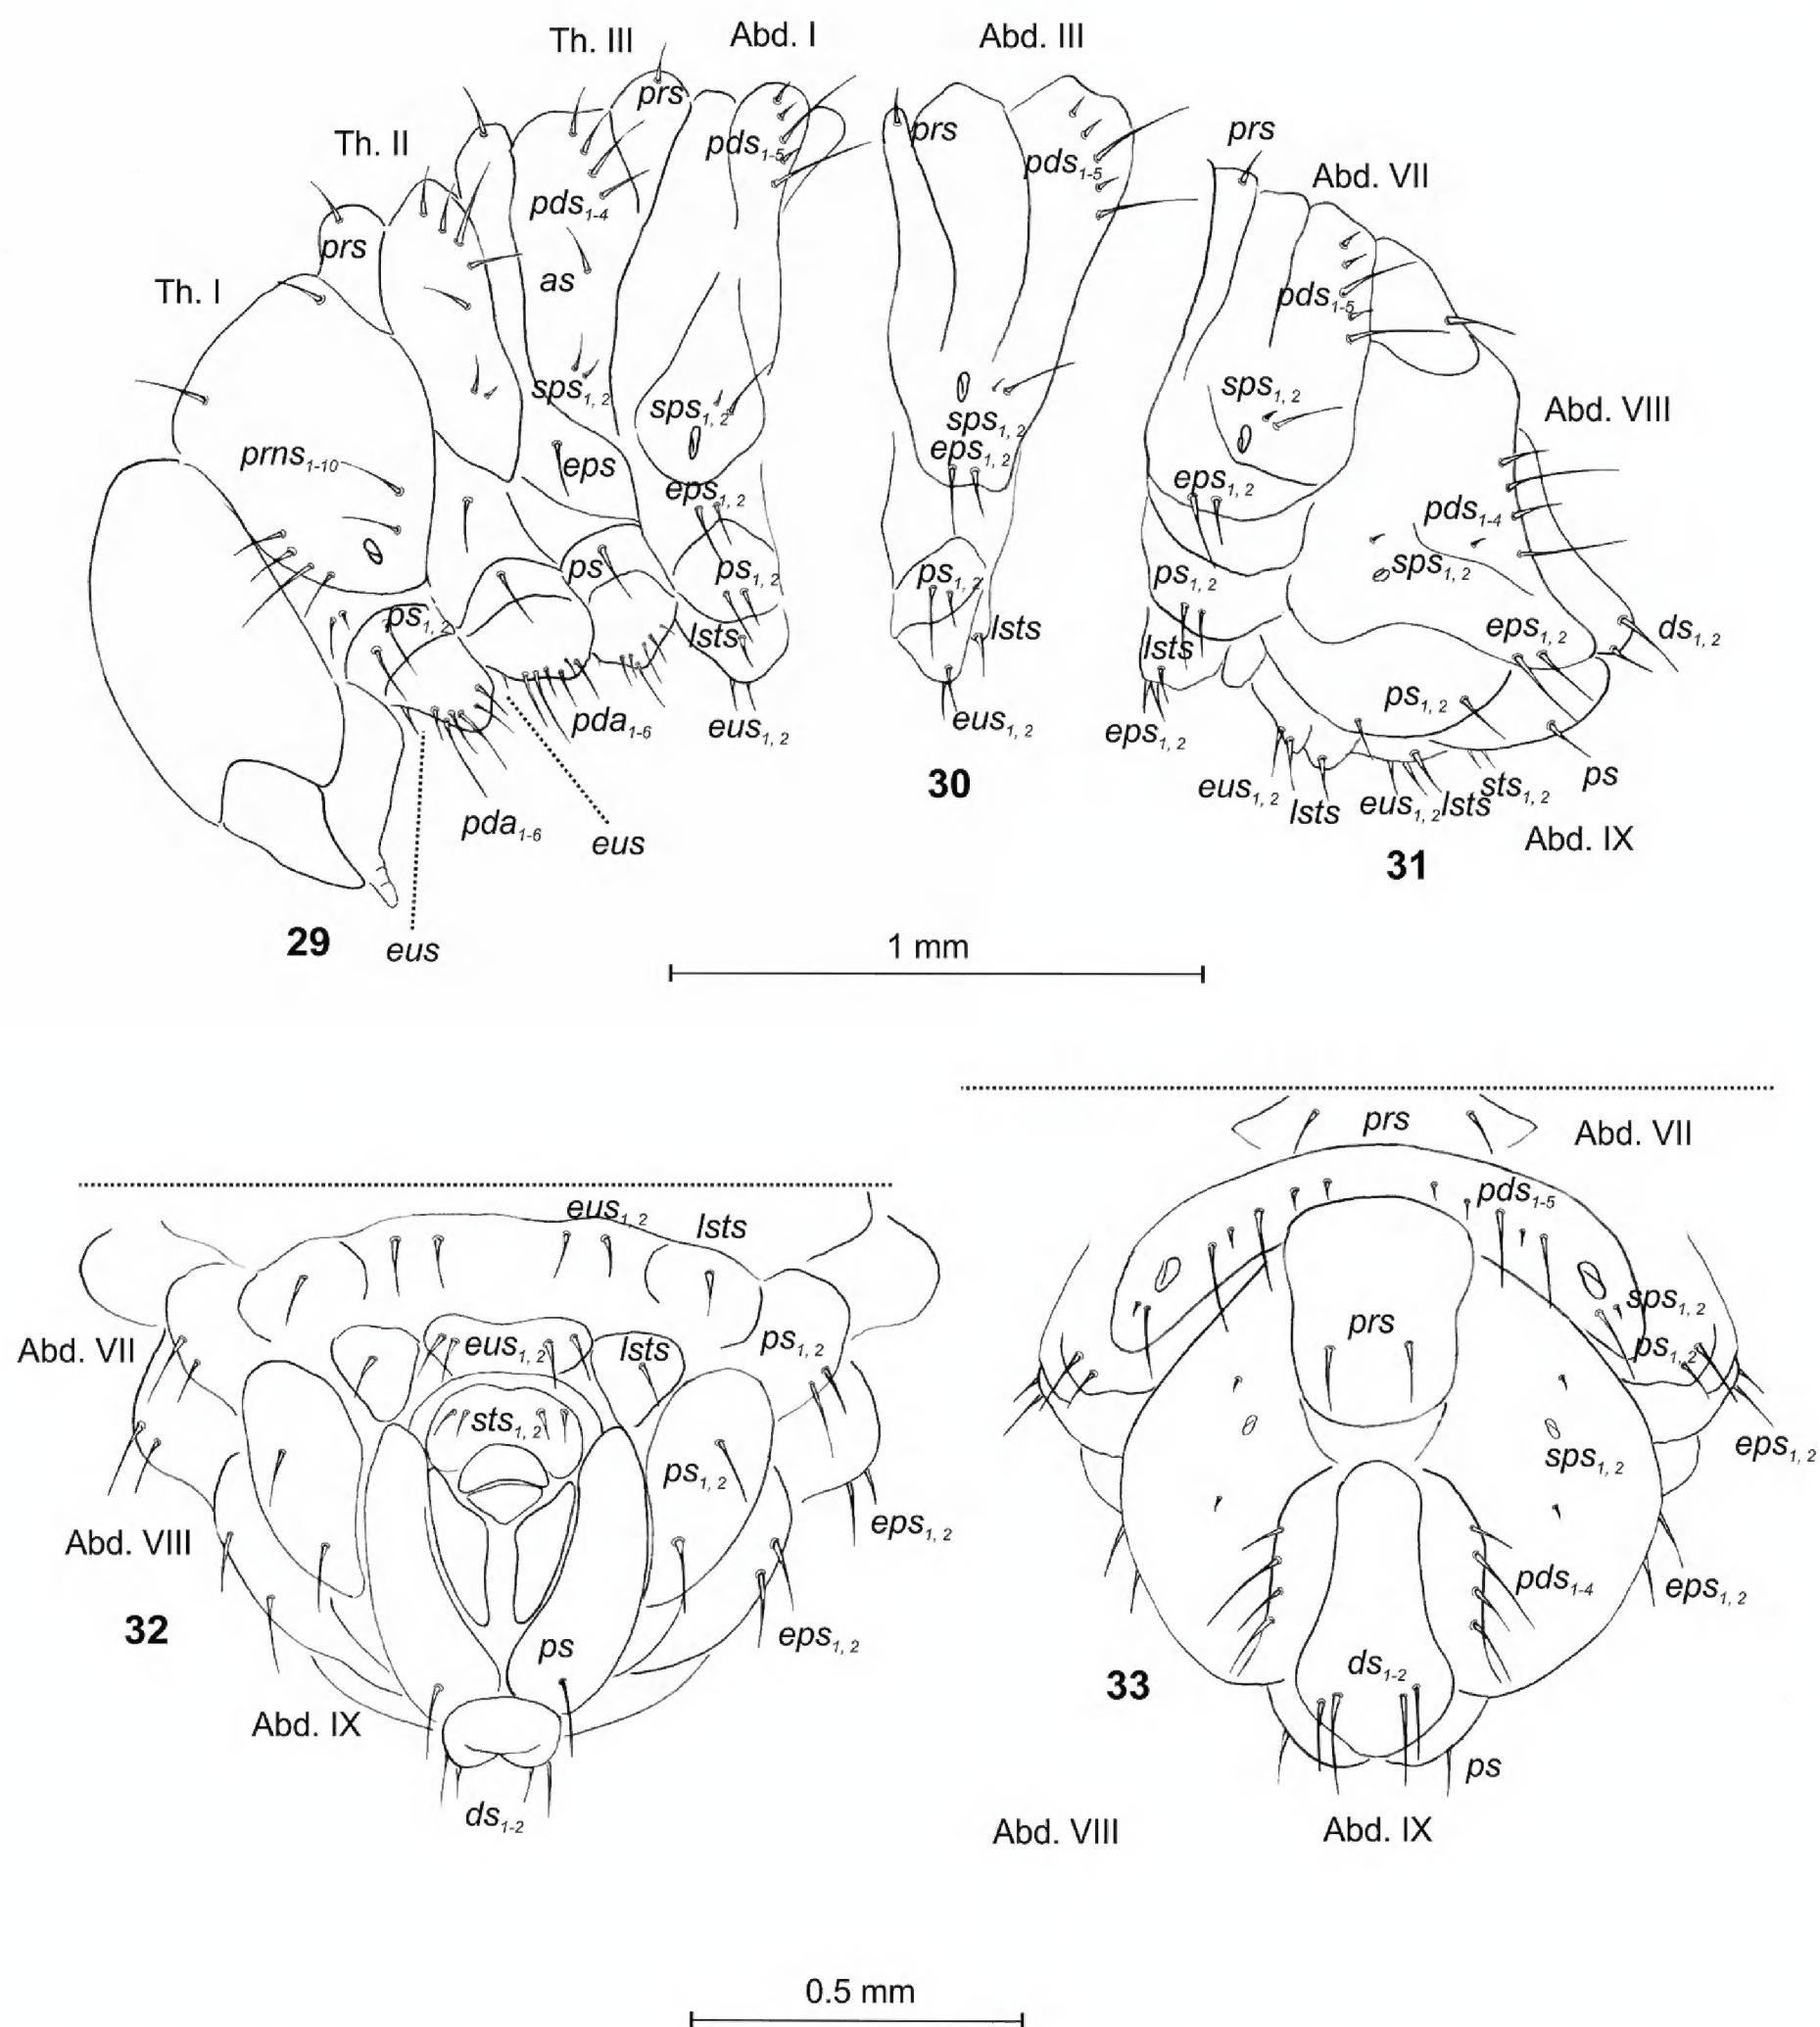 Th. III Abd. I Abd. III
prs
Th. II pds1-5 prs pds1-5 prs
Abd. VII
pds1-4
prs
as
Th. I
pds1-5
sps1, 2 sps1, 2 sps1, 2 sps1, 2
Abd. VIII
prns1-10
eps eps1, 2 eps1, 2 eps1, 2
pds1-4
ps1, 2 ps ps1, 2 ps1, 2 ps1, 2 sps1, 2
lsts lsts lsts eps1, 2 ds1, 2
pda1-6 eus1, 2 eus1, 2 eps1, 2 ps1, 2
pda1-6 eus 30 eus1, 2 lsts eus1, 2 lsts sts1, 2 ps
31 Abd. IX
29 eus
1 mm
prs Abd. VII
eus1, 2 lsts
pds1-5
sps1, 2
Abd. VII eus1, 2 lsts ps1, 2
prs ps1, 2
sts1, 2
ps1, 2
eps1, 2
sps1, 2 eps1, 2
Abd. VIII
pds1-4 eps1, 2
32 ps eps1, 2
33 ds1-2
Abd. IX
ps
ds1-2
Abd. VIII Abd. IX
0.5 mm